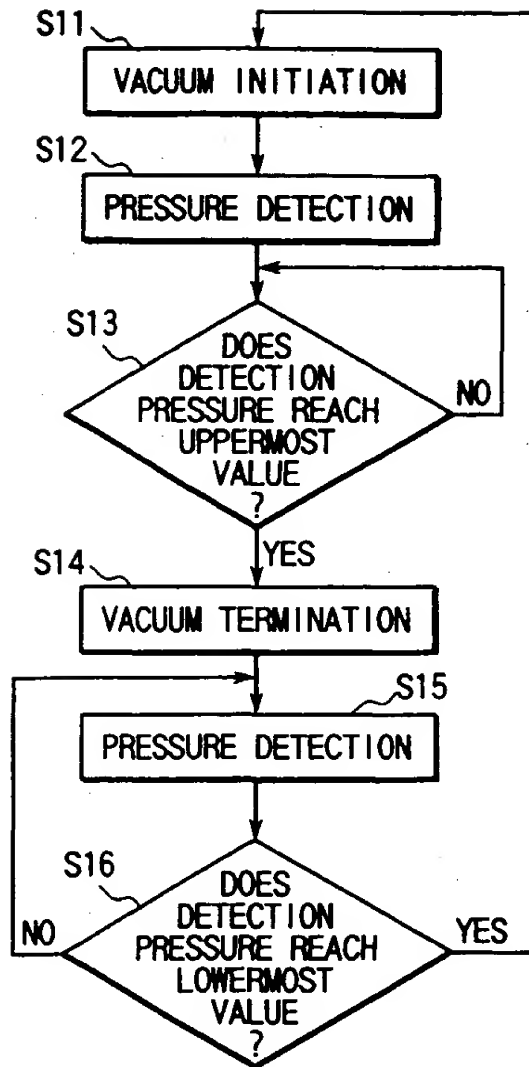 S11
VACUUM INITIATION
S12
PRESSURE DETECTION
S13
DOES
DETECTION
PRESSURE REACH
UPPERMOST
VALUE
?
NO
YES
S14
VACUUM TERMINATION
S15
PRESSURE DETECTION
S16
DOES
DETECTION
PRESSURE REACH
LOWERMOST
VALUE
?
NO
YES